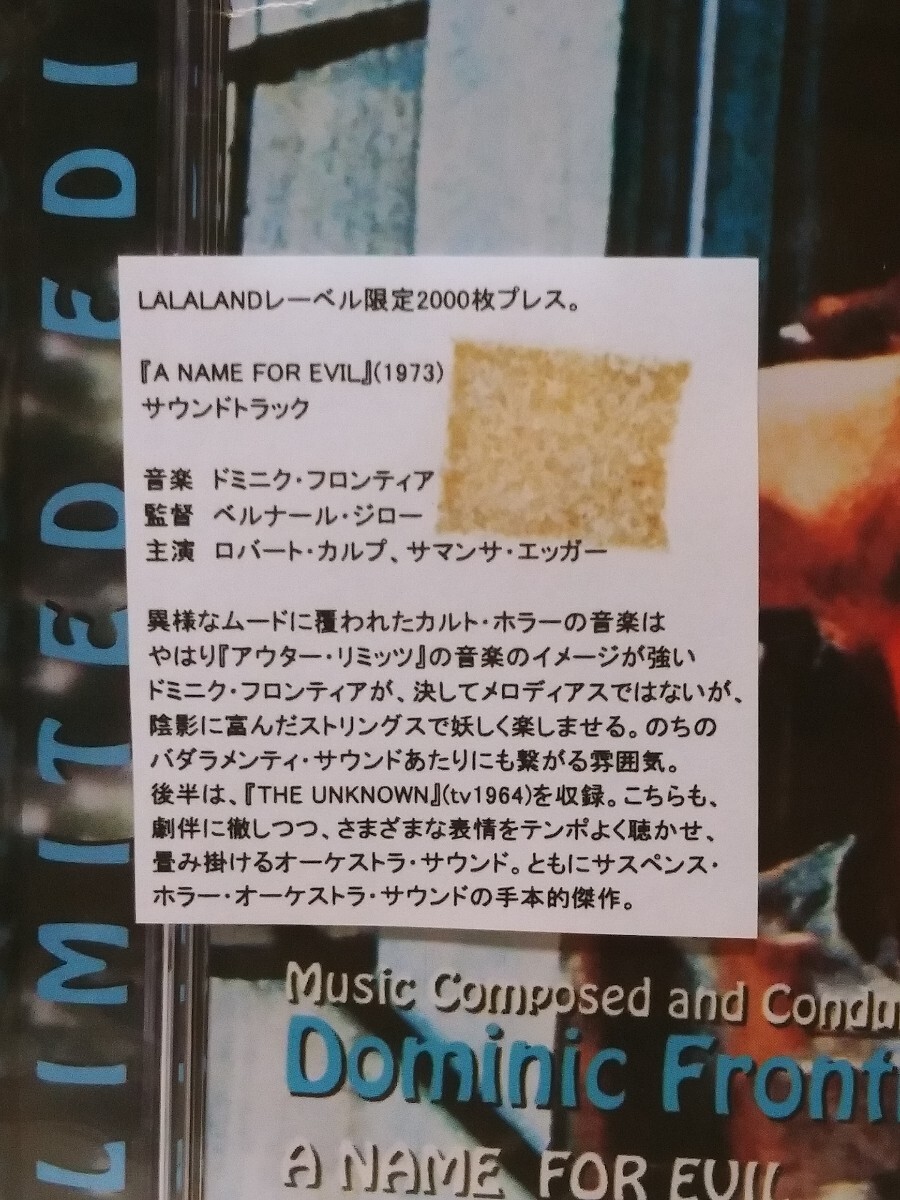 LIMITED EDI
LALALANDレーベル限定2000枚プレス。
『A NAME FOR EVIL』(1973)
サウンドトラック
音楽　ドミニク・フロンティア
監督　ベルナール・ジロー
主演　ロバート・カルプ、サマンサ・エッガー
異様なムードに覆われたカルト・ホラーの音楽は
やはり『アウター・リミッツ』の音楽のイメージが強い
ドミニク・フロンティアが、決してメロディアスではないが、
陰影に富んだストリングスで妖しく楽しませる。のちの
バダラメンティ・サウンドあたりにも繋がる雰囲気。
後半は、『THE UNKNOWN』(tv1964)を収録。こちらも、
劇伴に徹しつつ、さまざまな表情をテンポよく聴かせ、
畳み掛けるオーケストラ・サウンド。ともにサスペンス・
ホラー・オーケストラ・サウンドの手本的傑作。
Music Composed and Condu
Dominic Front
A NAME FOR EVIL